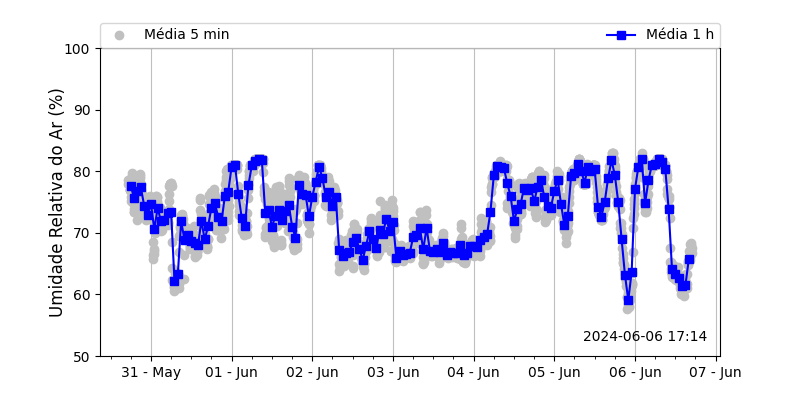 Média 5 min
Média 1 h
100
90
80
70
60
50
Umidade Relativa do Ar (%)
2024-06-06 17:14
31 - May
01 - Jun
02 - Jun
03 - Jun
04 - Jun
05 - Jun
06 - Jun
07 - Jun